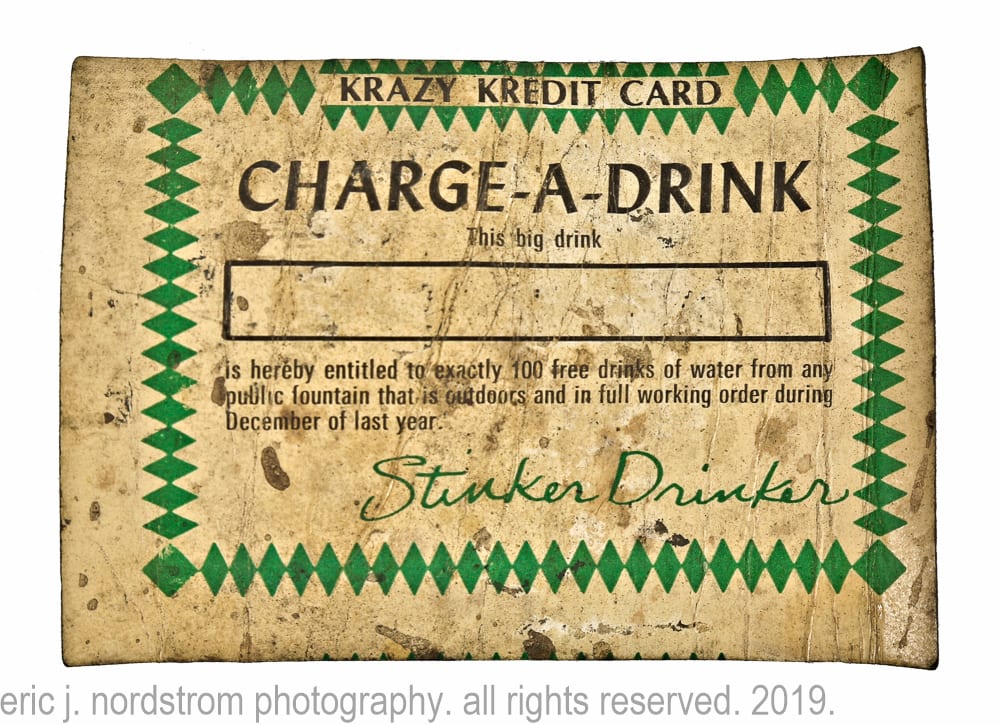 KRAZY KREDIT CARD
CHARGE-A-DRINK
This big drink
is hereby entitled to exactly 100 free drinks of water from any
public fountain that is outdoors and in full working order during
December of last year.
Stinker Drinker
eric j. nordstrom photography. all rights reserved. 2019.